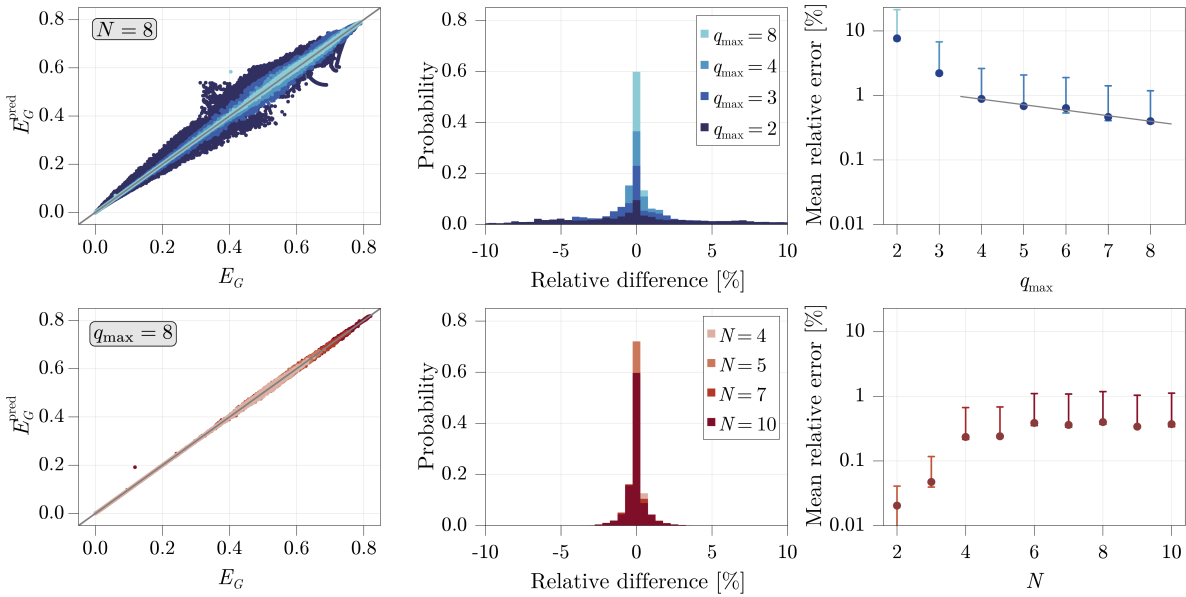 N = 8
0.8
0.6
0.4
0.2
0.0
0.0 0.2 0.4 0.6 0.8
E_G
E_G^pred
0.8
0.6
0.4
0.2
0.0
Probability
q_max = 8
q_max = 4
q_max = 3
q_max = 2
-10 -5 0 5 10
Relative difference [%]
Mean relative error [%]
10
1
0.1
0.01
2 3 4 5 6 7 8
q_max
q_max = 8
0.8
0.6
0.4
0.2
0.0
0.0 0.2 0.4 0.6 0.8
E_G
E_G^pred
0.8
0.6
0.4
0.2
0.0
Probability
N = 4
N = 5
N = 7
N = 10
-10 -5 0 5 10
Relative difference [%]
Mean relative error [%]
10
1
0.1
0.01
2 4 6 8 10
N